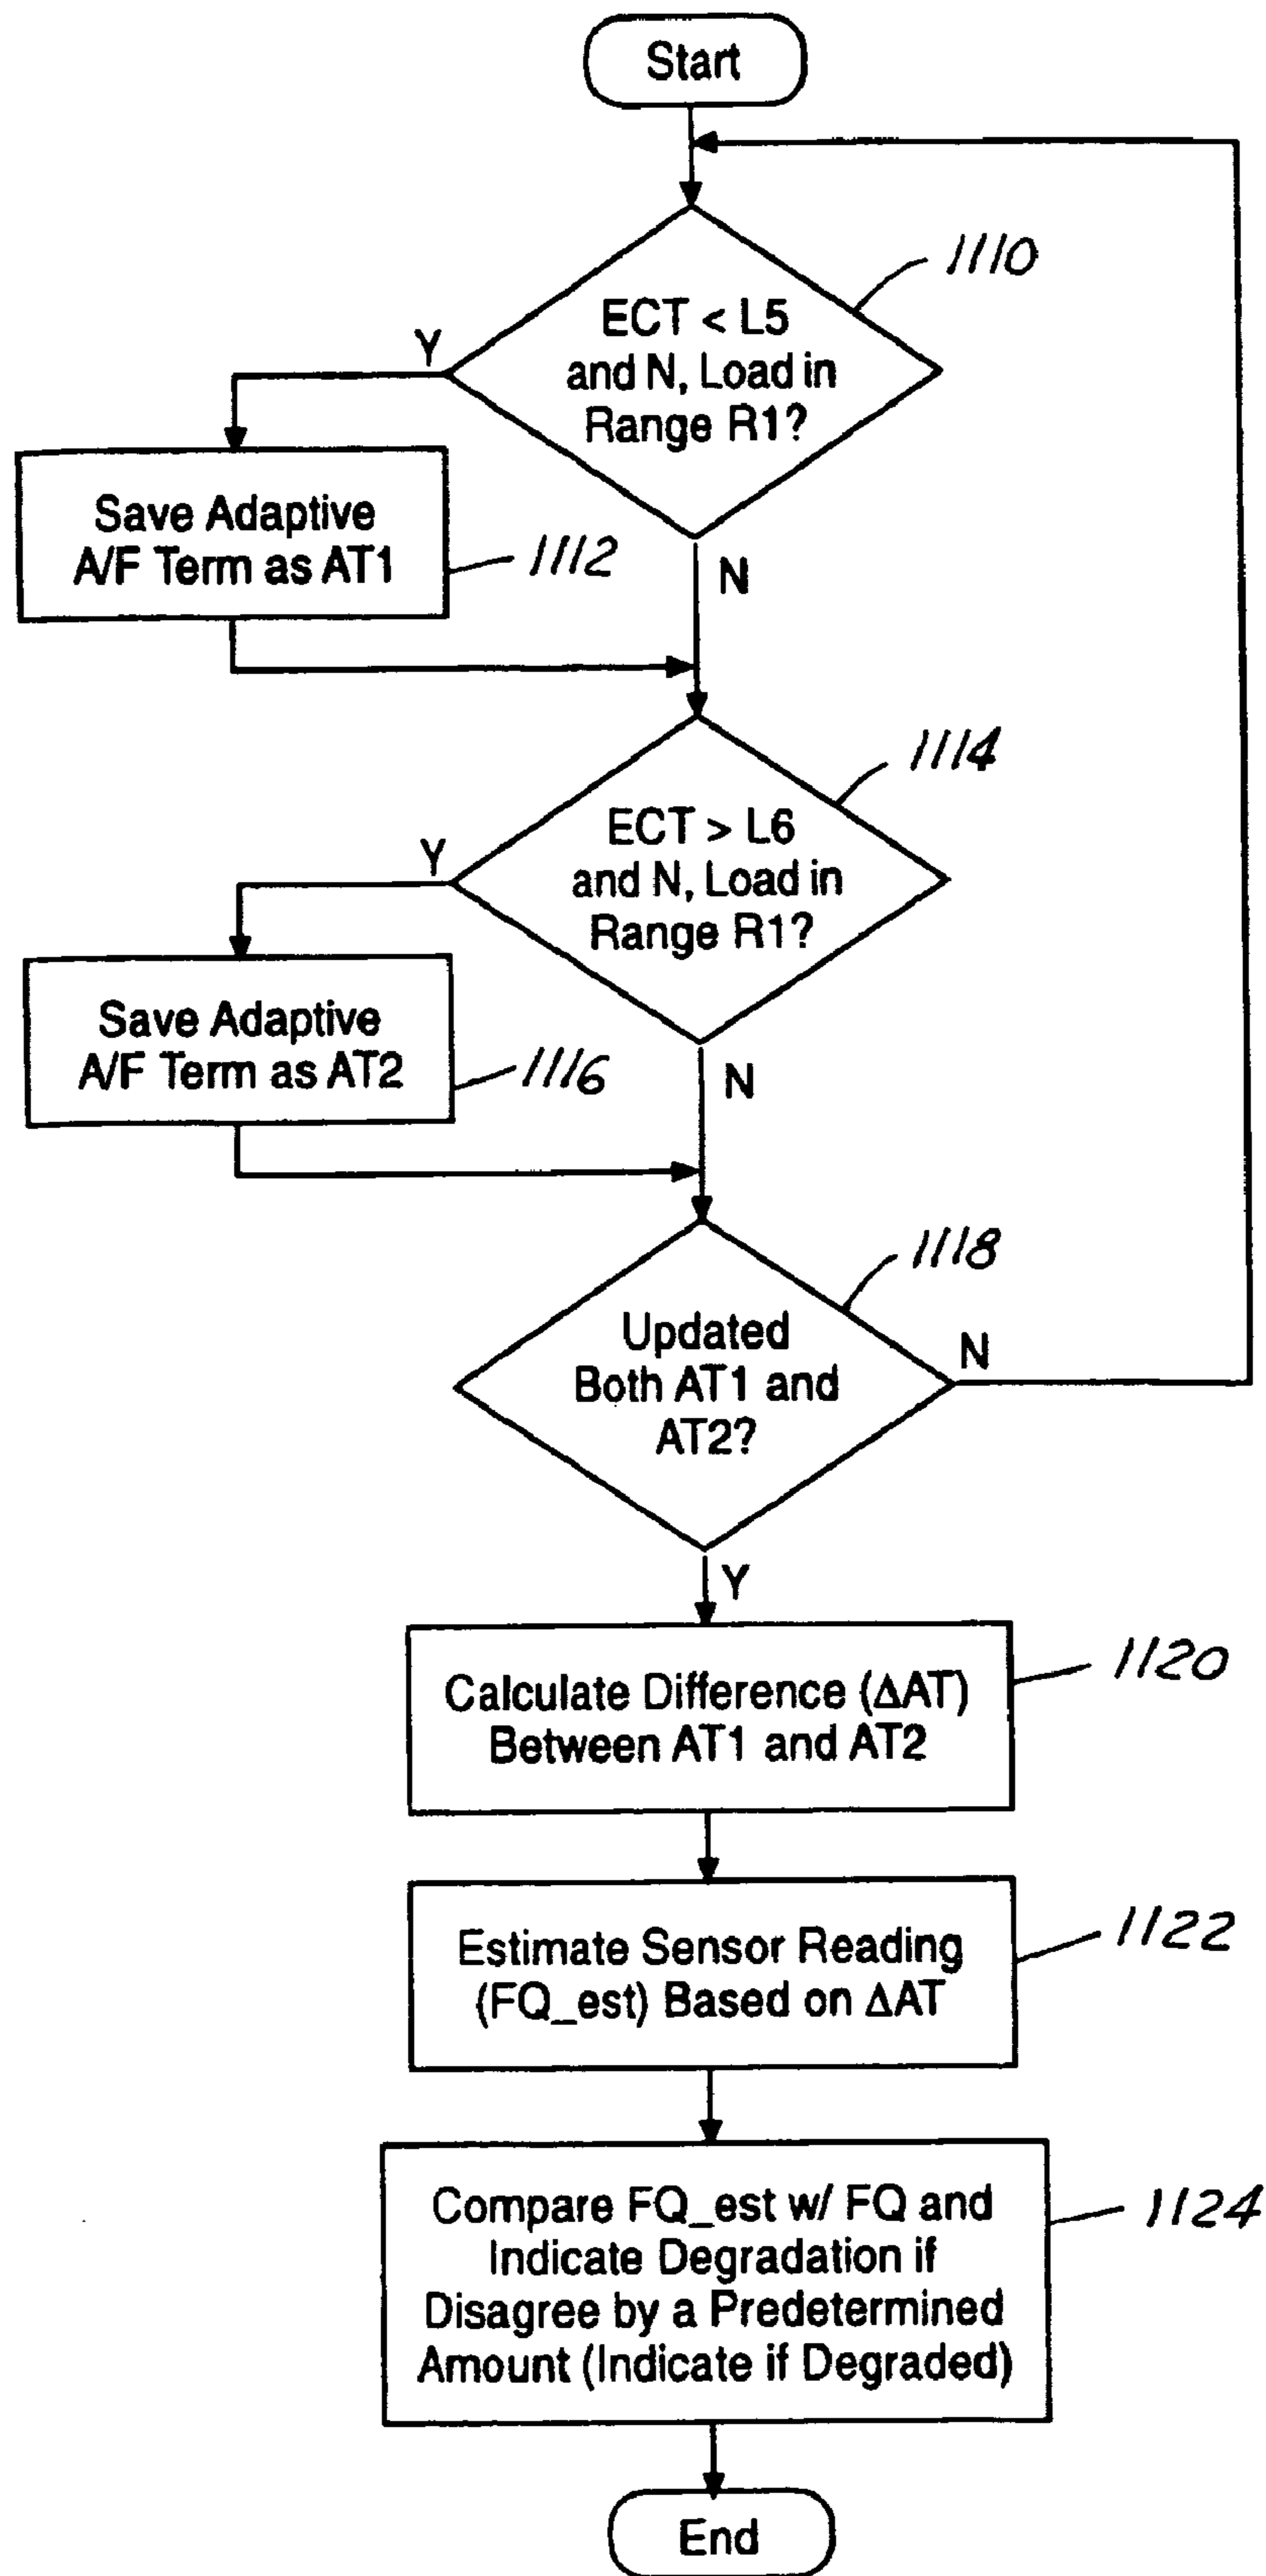 Start
1110
ECT < L5
and N, Load in
Range R1?
Y
N
Save Adaptive
A/F Term as AT1
1112
1114
ECT > L6
and N, Load in
Range R1?
Y
N
Save Adaptive
A/F Term as AT2
1116
1118
Updated
Both AT1 and
AT2?
N
Y
Calculate Difference (ΔAT)
Between AT1 and AT2
1120
Estimate Sensor Reading
(FQ_est) Based on ΔAT
1122
Compare FQ_est w/ FQ and
Indicate Degradation if
Disagree by a Predetermined
Amount (Indicate if Degraded)
1124
End